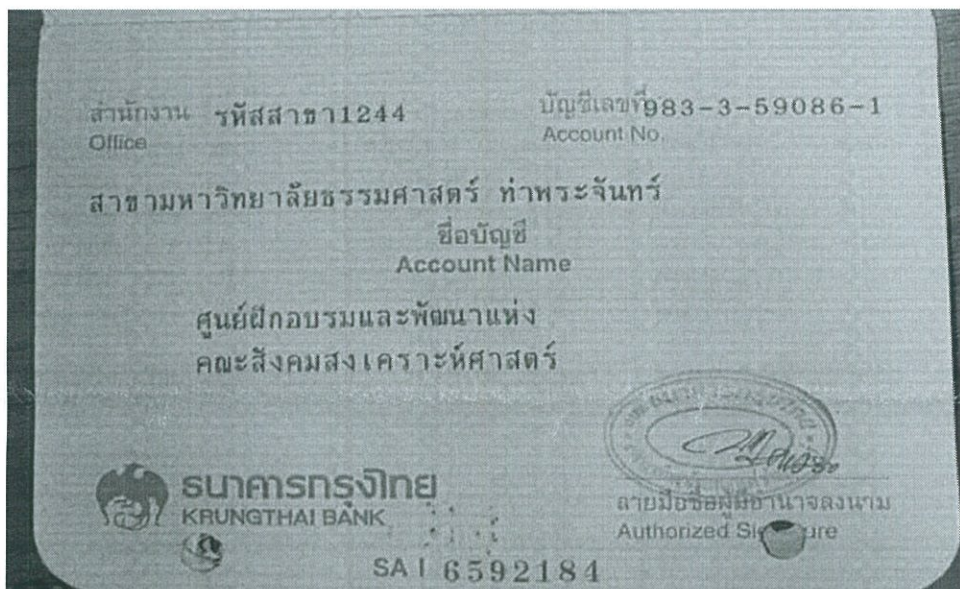 สำนักงาน รหัสสาขา1244 บัญชีเลขที่ 983-3-59086-1
Office Account No.
สาขามหาวิทยาลัยธรรมศาสตร์ ท่าพระจันทร์
ชื่อบัญชี
Account Name
ศูนย์ฝึกอบรมและพัฒนาแห่ง
คณะสังคมสงเคราะห์ศาสตร์
ธนาคารกรุงไทย
KRUNGTHAI BANK
ลายมือชื่อผู้มีอำนาจลงนาม
Authorized Signature
SA I 6592184